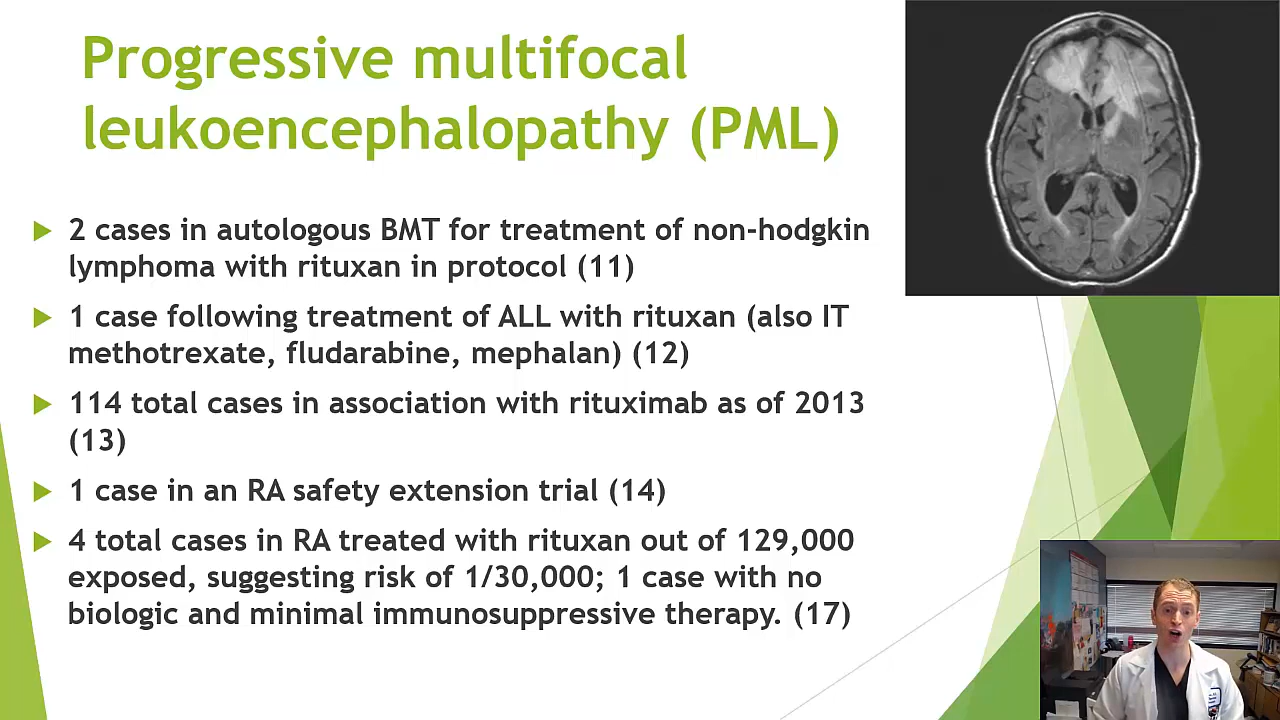 Progressive multifocal
leukoencephalopathy (PML)
2 cases in autologous BMT for treatment of non-hodgkin
lymphoma with rituxan in protocol (11)
1 case following treatment of ALL with rituxan (also IT
methotrexate, fludarabine, mephalan) (12)
114 total cases in association with rituximab as of 2013
(13)
1 case in an RA safety extension trial (14)
4 total cases in RA treated with rituxan out of 129,000
exposed, suggesting risk of 1/30,000; 1 case with no
biologic and minimal immunosuppressive therapy. (17)